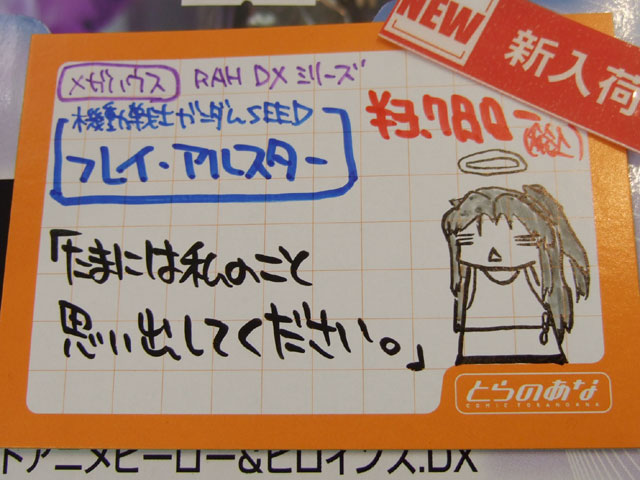 メガハウス RAH DX シリーズ
NEW 新入荷
機動戦士ガンダムSEED
フレイ・アルスター
¥3,780-
(税込)
「たまには私のこと
思い出してください。」
とらのあな
COMIC TORANOANA
トアニメヒーロー&ヒロインズ.DX